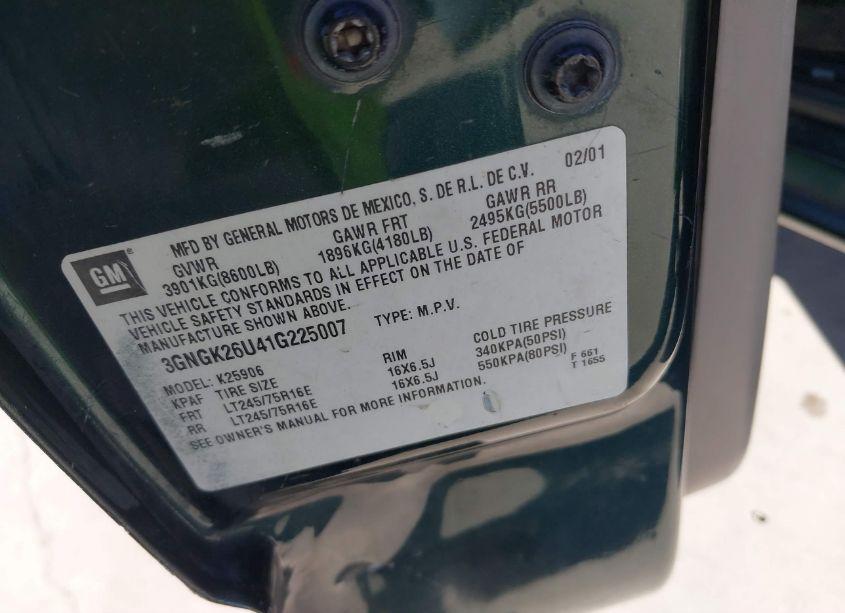 MFD BY GENERAL MOTORS DE MEXICO, S. DE R.L. DE C.V. 02/01
GM
GVWR GAWR FRT GAWR RR
3901KG(8600LB) 1896KG(4180LB) 2495KG(5500LB)
THIS VEHICLE CONFORMS TO ALL APPLICABLE U.S. FEDERAL MOTOR
VEHICLE SAFETY STANDARDS IN EFFECT ON THE DATE OF
MANUFACTURE SHOWN ABOVE.
3GNGK26U41G225007 TYPE: M.P.V.
MODEL: K25906
KPAF TIRE SIZE RIM COLD TIRE PRESSURE
FRT LT245/75R16E 16X6.5J 340KPA(50PSI) F 661
RR LT245/75R16E 16X6.5J 550KPA(80PSI) T 1655
SEE OWNER'S MANUAL FOR MORE INFORMATION.